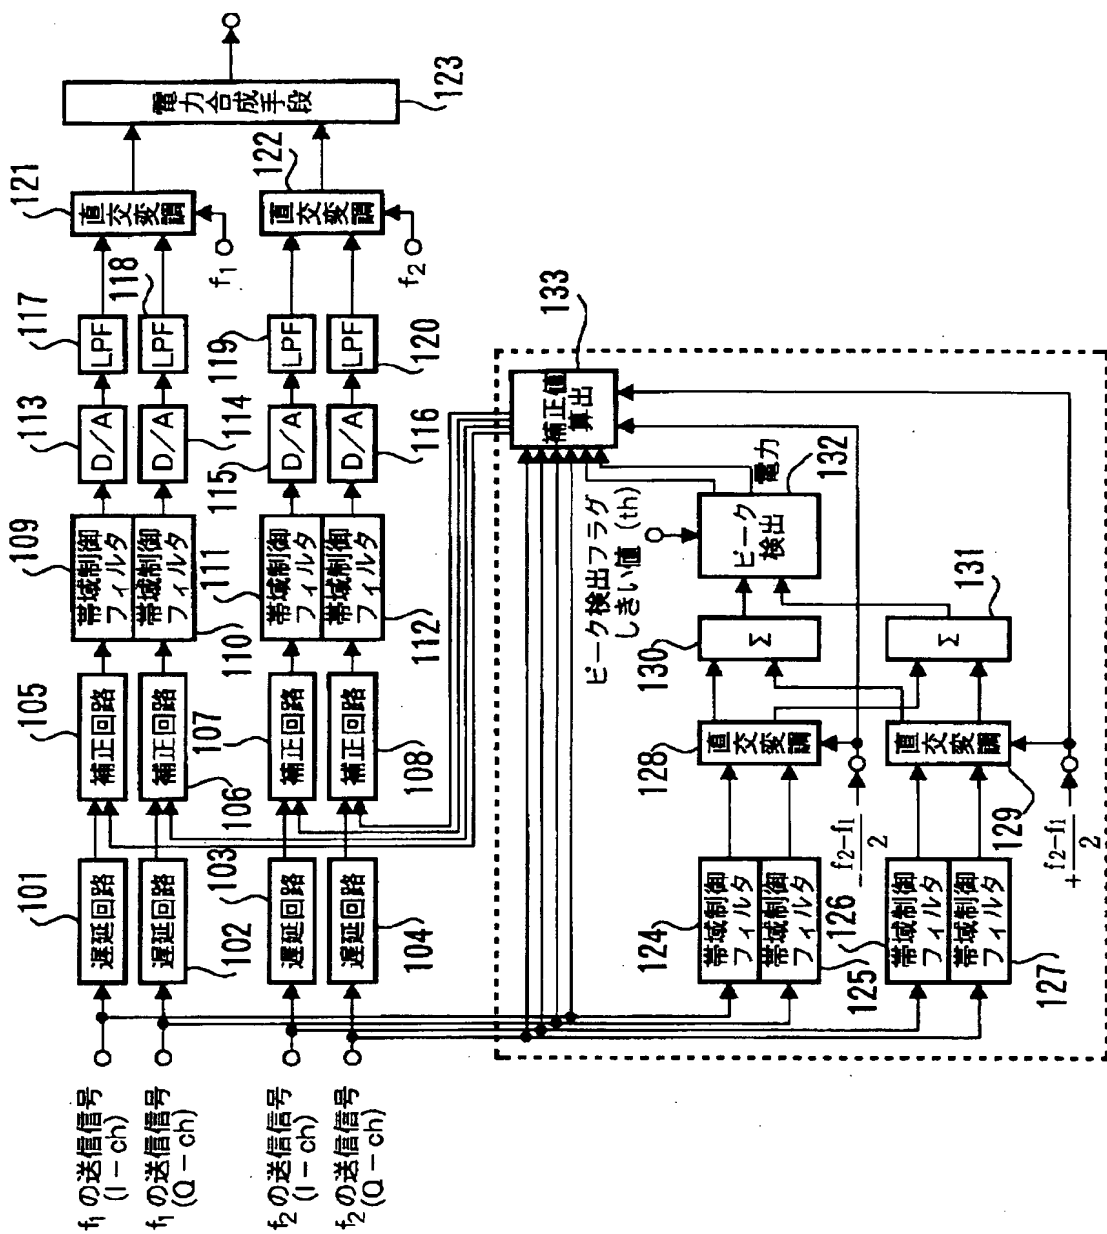 f₁の送信信号
(I－ch)
f₁の送信信号
(Q－ch)
f₂の送信信号
(I－ch)
f₂の送信信号
(Q－ch)
101
遅延回路
遅延回路
102
103
遅延回路
遅延回路
104
105
補正回路
補正回路
106
107
補正回路
補正回路
108
109
帯域制御
フィルタ
帯域制御
フィルタ
110
111
帯域制御
フィルタ
帯域制御
フィルタ
112
113
D/A
D/A
114
115
D/A
D/A
116
117
LPF
118
LPF
119
LPF
LPF
120
121
直交
変調
f₁
122
直交
変調
f₂
電力合成手段
123
124
帯域制御
フィルタ
帯域制御
フィルタ
125
126
帯域制御
フィルタ
帯域制御
フィルタ
127
128
直交
変調
－(f₂－f₁)/2
129
直交
変調
＋(f₂－f₁)/2
130
Σ
131
Σ
ピーク検出フラグ
しきい値 (th)
ピーク
検出
132
電力
補正値
算出
133